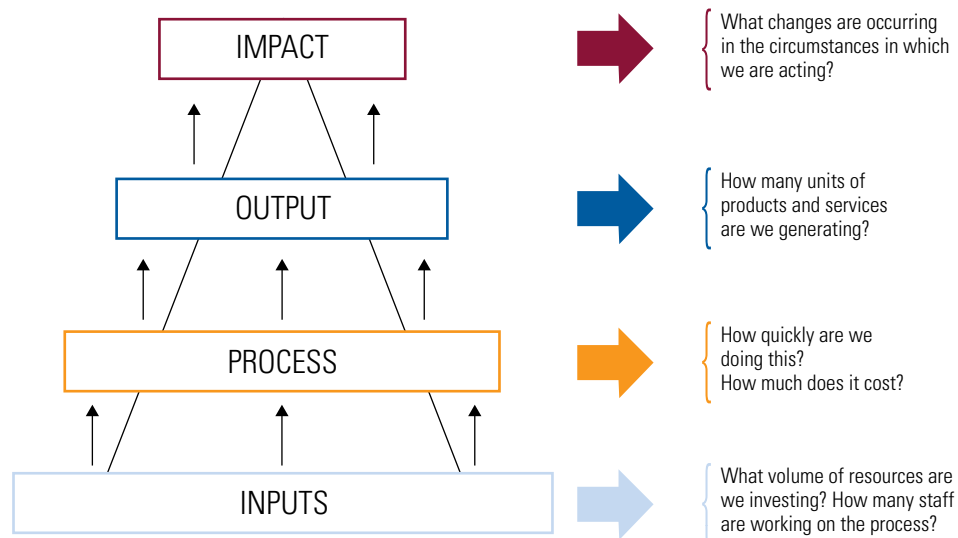 IMPACT
What changes are occurring
in the circumstances in which
we are acting?
OUTPUT
How many units of
products and services
are we generating?
PROCESS
How quickly are we
doing this?
How much does it cost?
INPUTS
What volume of resources are
we investing? How many staff
are working on the process?